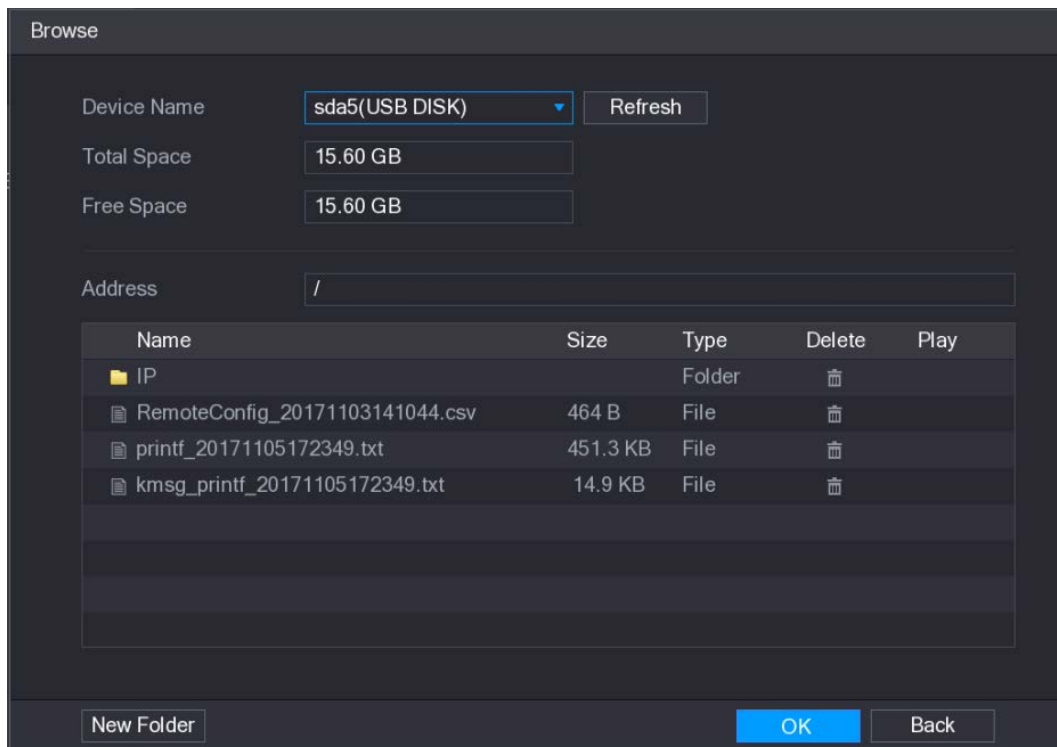 Browse
Device Name sda5(USB DISK) Refresh
Total Space 15.60 GB
Free Space 15.60 GB
Address /
Name Size Type Delete Play
IP Folder
RemoteConfig_20171103141044.csv 464 B File
printf_20171105172349.txt 451.3 KB File
kmsg_printf_20171105172349.txt 14.9 KB File
New Folder OK Back